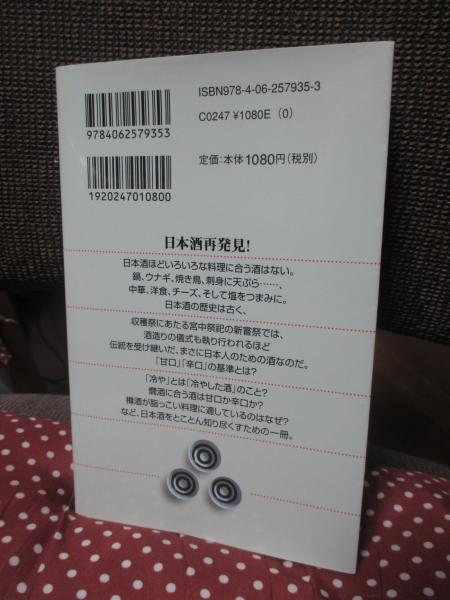 ISBN978-4-06-257935-3
C0247 ¥1080E (0)
定価:本体1080円(税別)
9784062579353
1920247010800
日本酒再発見!
日本酒ほどいろいろな料理に合う酒はない。
鍋、ウナギ、焼き鳥、刺身に天ぷら……、
中華、洋食、チーズ、そして塩をつまみに。
日本酒の歴史は古く、
収穫祭にあたる宮中祭祀の新嘗祭では、
酒造りの儀式も執り行われるほど
伝統を受け継いだ、まさに日本人のための酒なのだ。
「甘口」「辛口」の基準とは?
「冷や」とは「冷やした酒」のこと?
燗酒に合う酒は甘口か辛口か?
樽酒が脂っこい料理に適しているのはなぜ?
など、日本酒をとことん知り尽くすための一冊。